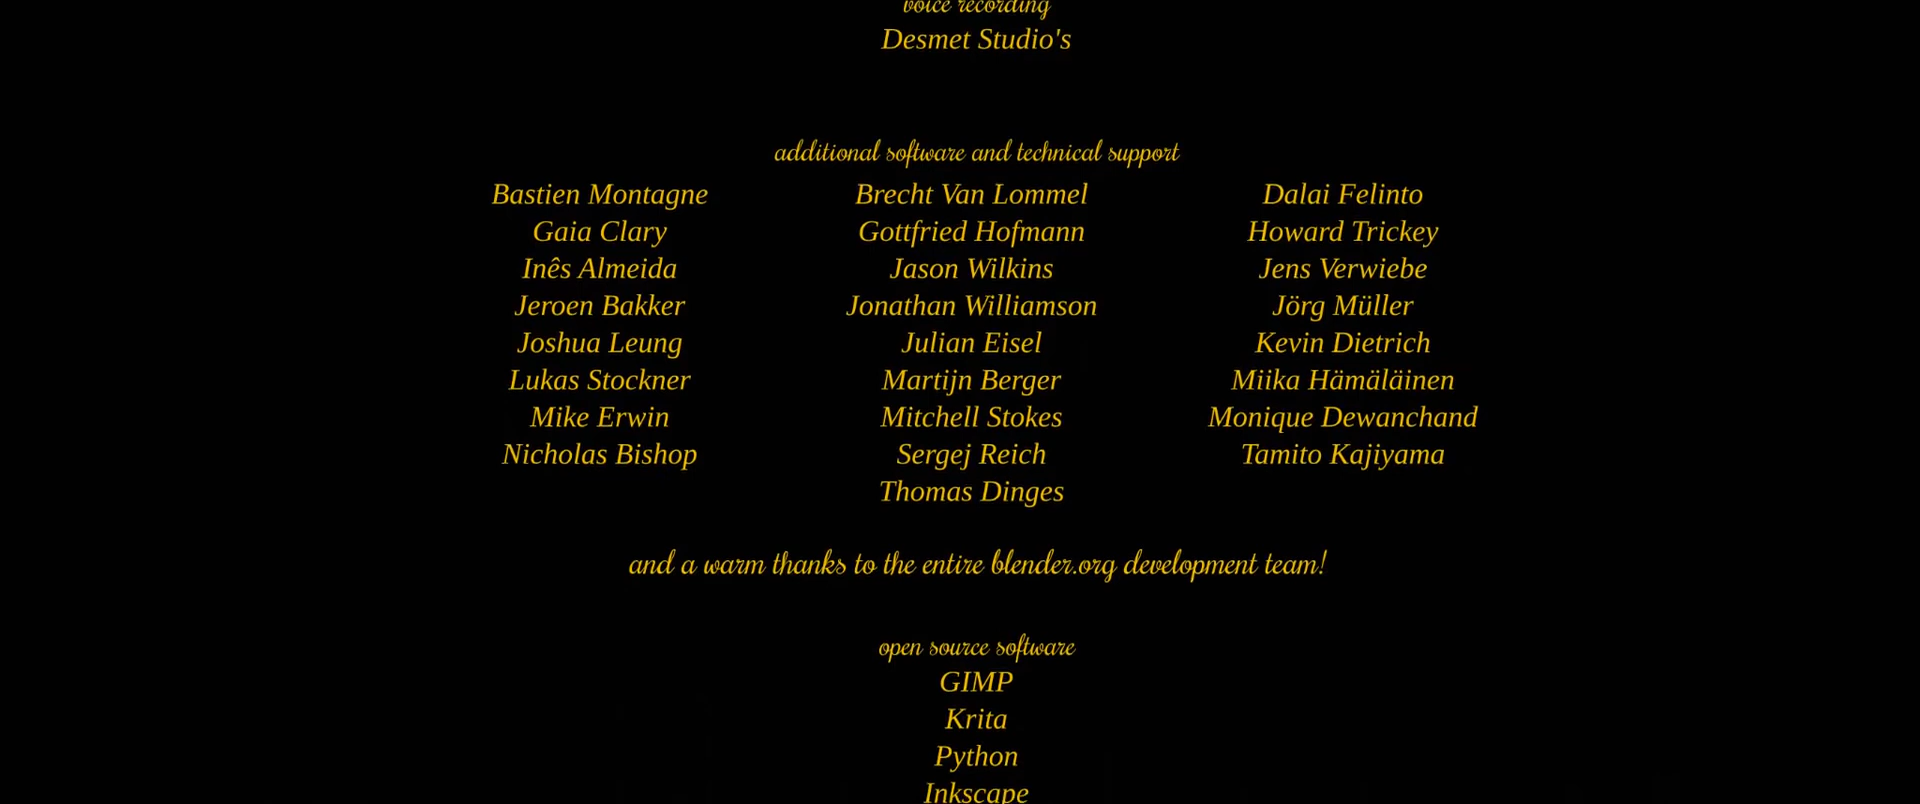 voice recording
Desmet Studio's
additional software and technical support
Bastien Montagne Brecht Van Lommel Dalai Felinto
Gaia Clary Gottfried Hofmann Howard Trickey
Inês Almeida Jason Wilkins Jens Verwiebe
Jeroen Bakker Jonathan Williamson Jörg Müller
Joshua Leung Julian Eisel Kevin Dietrich
Lukas Stockner Martijn Berger Miika Hämäläinen
Mike Erwin Mitchell Stokes Monique Dewanchand
Nicholas Bishop Sergej Reich Tamito Kajiyama
Thomas Dinges
and a warm thanks to the entire blender.org development team!
open source software
GIMP
Krita
Python
Inkscape